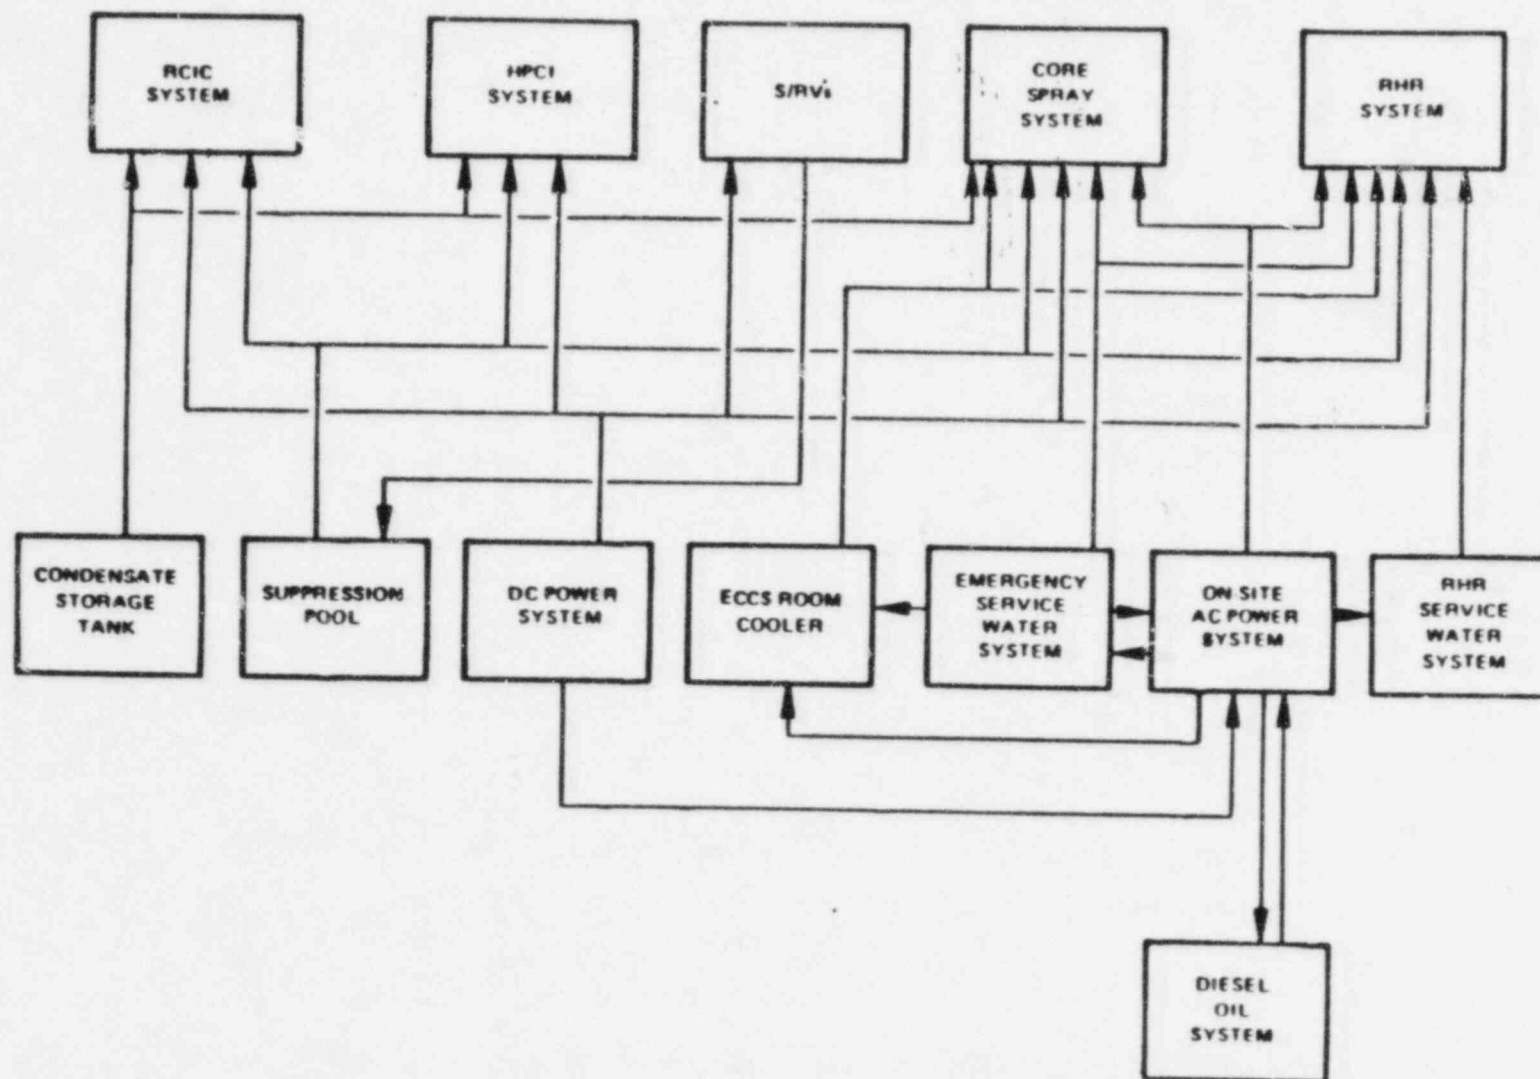 RCIC
SYSTEM
HPCI
SYSTEM
S/RV's
CORE
SPRAY
SYSTEM
RHR
SYSTEM
CONDENSATE
STORAGE
TANK
SUPPRESSION
POOL
DC POWER
SYSTEM
ECCS ROOM
COOLER
EMERGENCY
SERVICE
WATER
SYSTEM
ON SITE
AC POWER
SYSTEM
RHR
SERVICE
WATER
SYSTEM
DIESEL
OIL
SYSTEM